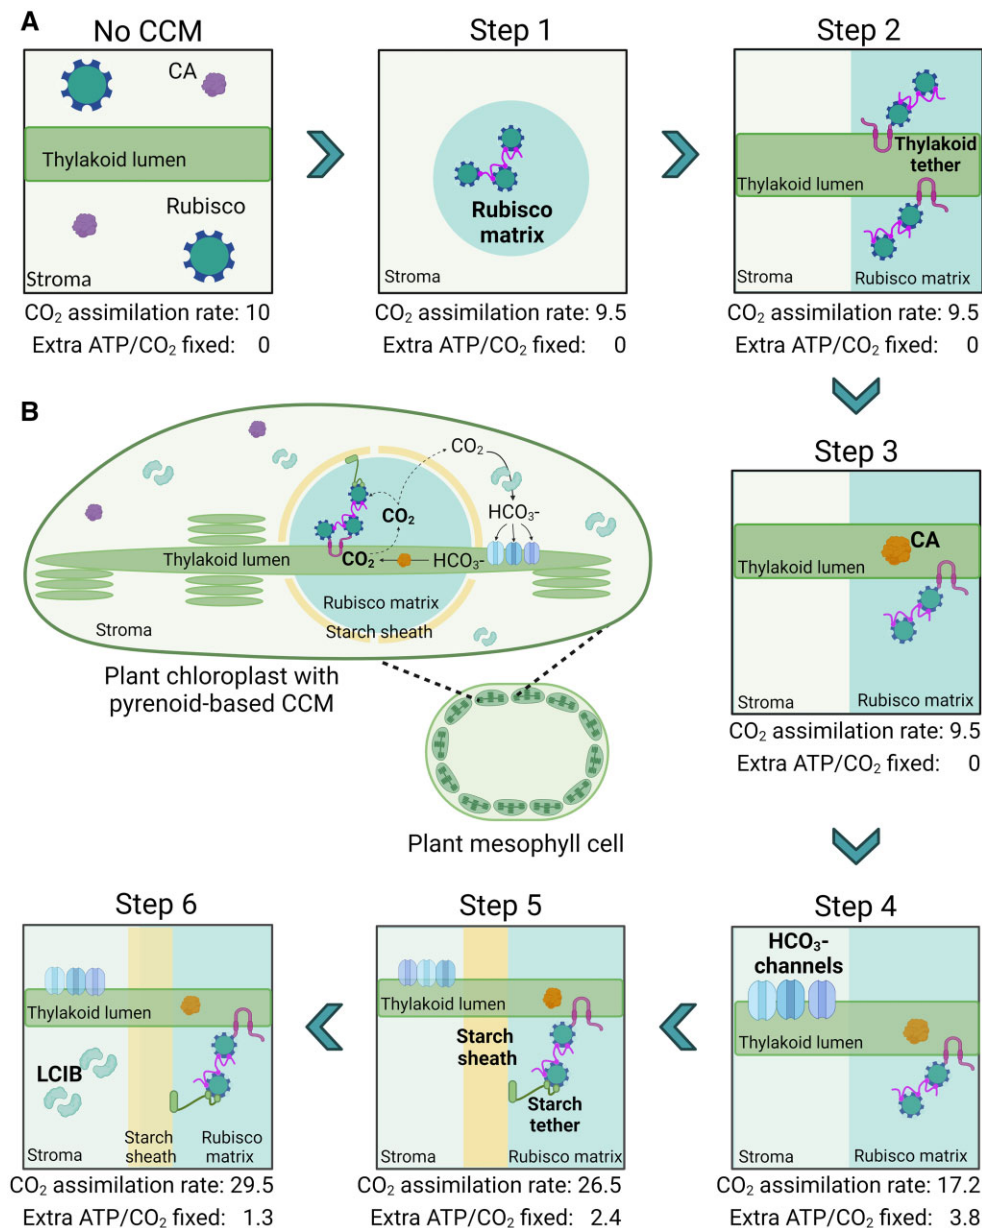 A
No CCM
CA
Thylakoid lumen
Rubisco
Stroma
CO₂ assimilation rate: 10
Extra ATP/CO₂ fixed: 0
Step 1
Rubisco
matrix
Stroma
CO₂ assimilation rate: 9.5
Extra ATP/CO₂ fixed: 0
Step 2
Thylakoid
tether
Thylakoid lumen
Stroma
Rubisco matrix
CO₂ assimilation rate: 9.5
Extra ATP/CO₂ fixed: 0
B
CO₂
HCO₃-
CO₂
Thylakoid lumen
CO₂
HCO₃-
Rubisco matrix
Stroma
Starch sheath
Plant chloroplast with
pyrenoid-based CCM
Plant mesophyll cell
Step 3
CA
Thylakoid lumen
Stroma
Rubisco matrix
CO₂ assimilation rate: 9.5
Extra ATP/CO₂ fixed: 0
Step 6
Thylakoid lumen
LCIB
Stroma
Starch
sheath
Rubisco
matrix
CO₂ assimilation rate: 29.5
Extra ATP/CO₂ fixed: 1.3
Step 5
Thylakoid lumen
Starch
sheath
Starch
tether
Stroma
Rubisco matrix
CO₂ assimilation rate: 26.5
Extra ATP/CO₂ fixed: 2.4
Step 4
HCO₃-
channels
Thylakoid lumen
Stroma
Rubisco matrix
CO₂ assimilation rate: 17.2
Extra ATP/CO₂ fixed: 3.8